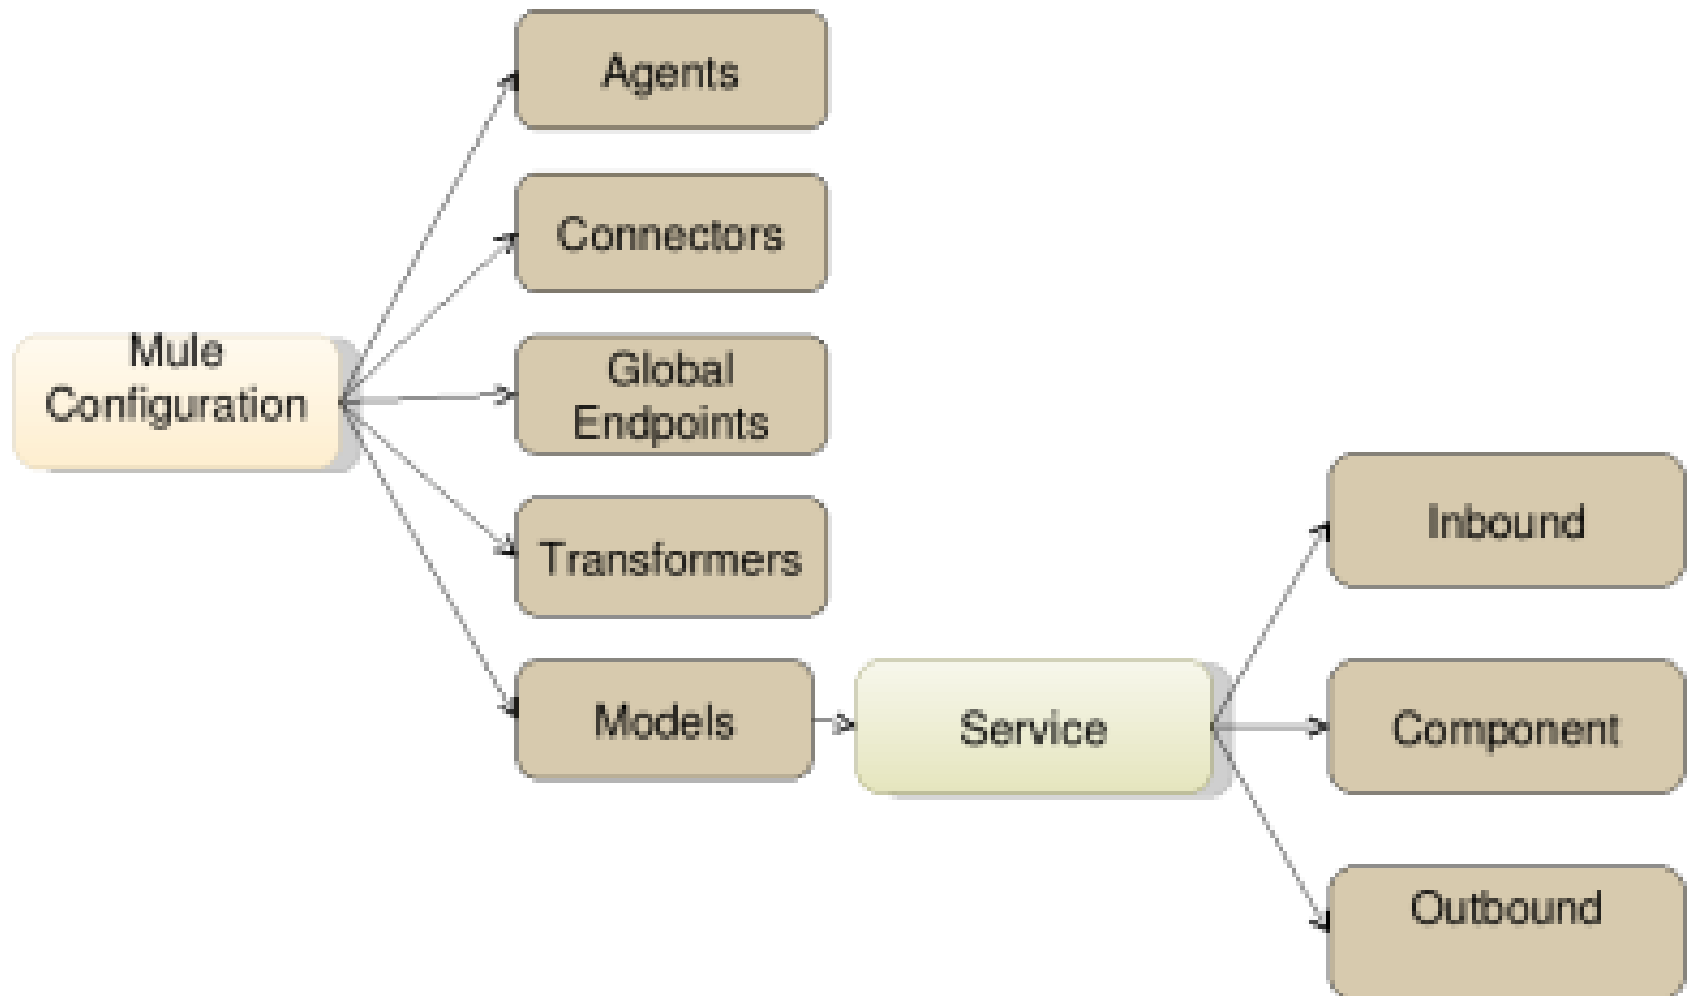 Agents
Connectors
Mule
Configuration
Global
Endpoints
Transformers
Models
Service
Inbound
Component
Outbound